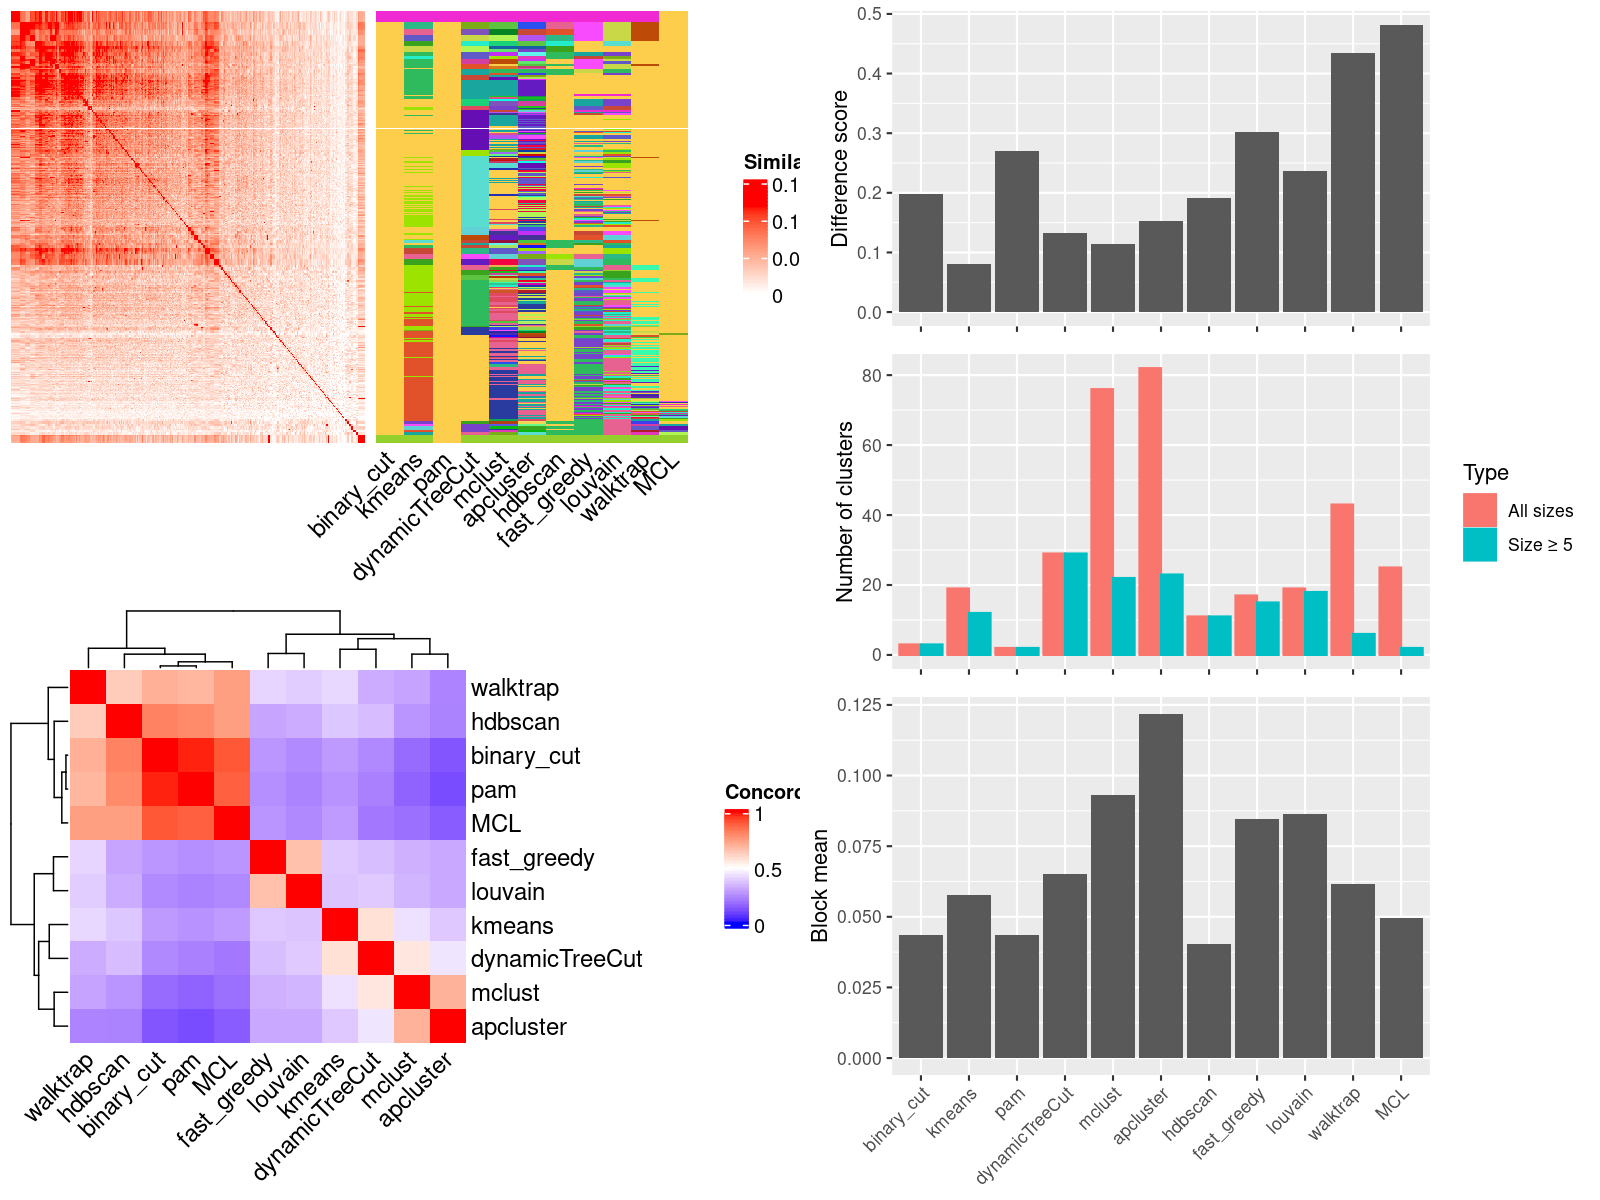 Simila
0.1
0.1
0.0
0
binary_cut
kmeans
pam
dynamicTreeCut
mclust
apcluster
hdbscan
fast_greedy
louvain
walktrap
MCL
walktrap
hdbscan
binary_cut
pam
MCL
fast_greedy
louvain
kmeans
dynamicTreeCut
mclust
apcluster
Concord
1
0.5
0
walktrap
hdbscan
binary_cut
pam
MCL
fast_greedy
louvain
kmeans
dynamicTreeCut
mclust
apcluster
Difference score
0.5
0.4
0.3
0.2
0.1
0.0
Number of clusters
80
60
40
20
0
Type
All sizes
Size ≥ 5
Block mean
0.125
0.100
0.075
0.050
0.025
0.000
binary_cut
kmeans
pam
dynamicTreeCut
mclust
apcluster
hdbscan
fast_greedy
louvain
walktrap
MCL